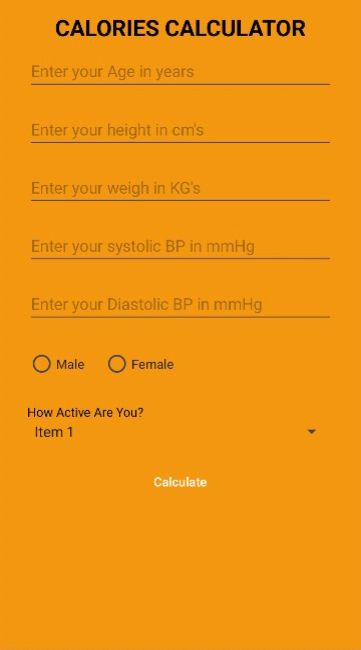 CALORIES CALCULATOR
Enter your Age in years
Enter your height in cm's
Enter your weigh in KG's
Enter your systolic BP in mmHg
Enter your Diastolic BP in mmHg
Male Female
How Active Are You?
Item 1
Calculate